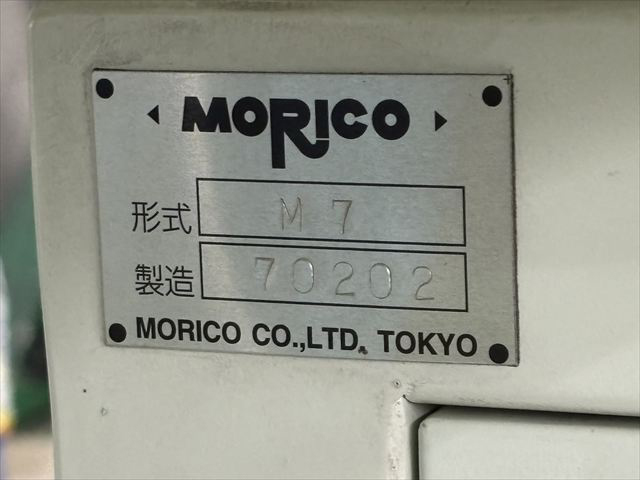 MORICO
形式 M 7
製造 70202
MORICO CO.,LTD. TOKYO